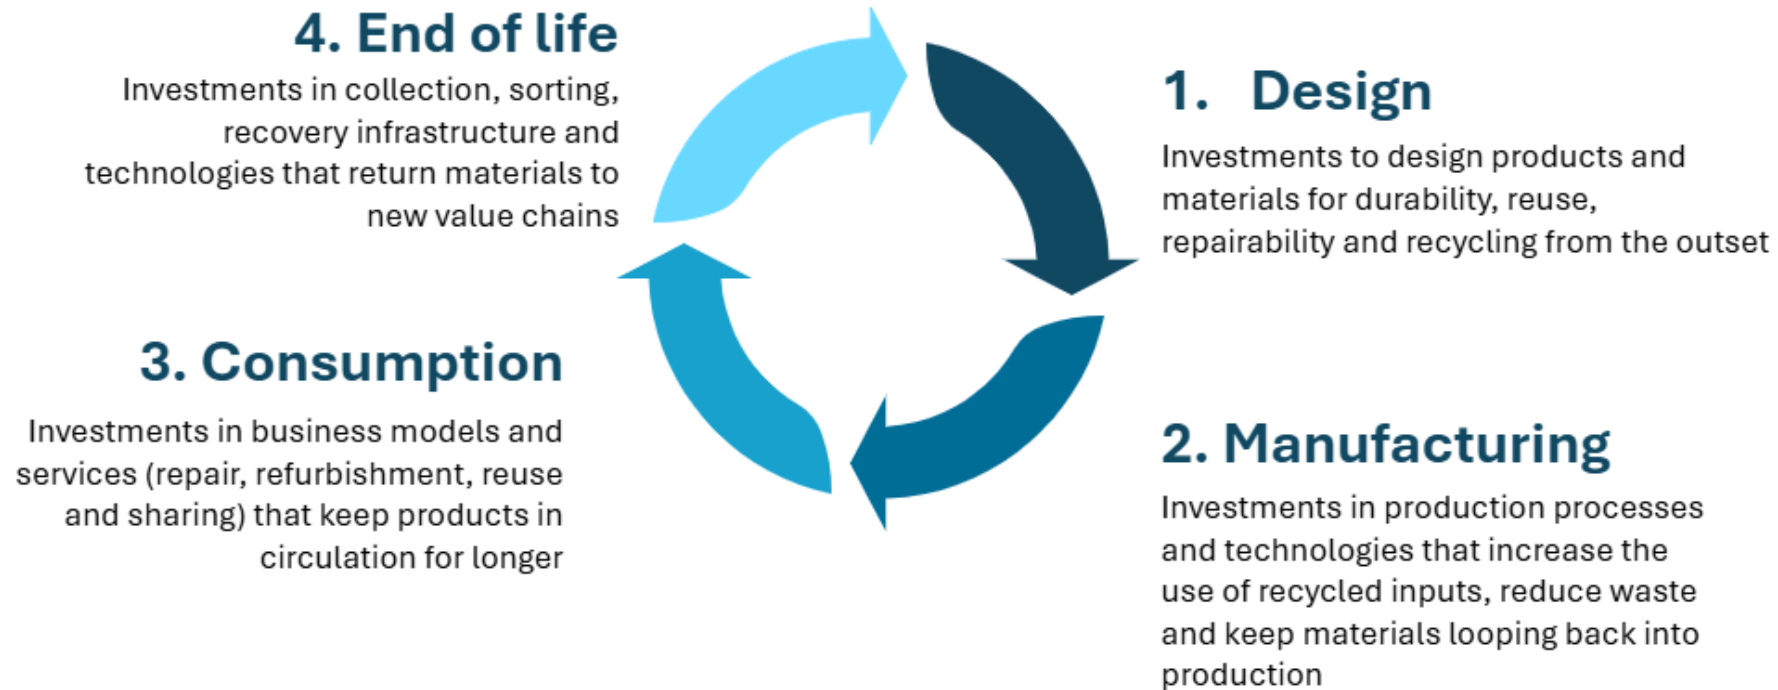 4. End of life
Investments in collection, sorting,
recovery infrastructure and
technologies that return materials to
new value chains
1. Design
Investments to design products and
materials for durability, reuse,
repairability and recycling from the outset
3. Consumption
Investments in business models and
services (repair, refurbishment, reuse
and sharing) that keep products in
circulation for longer
2. Manufacturing
Investments in production processes
and technologies that increase the
use of recycled inputs, reduce waste
and keep materials looping back into
production